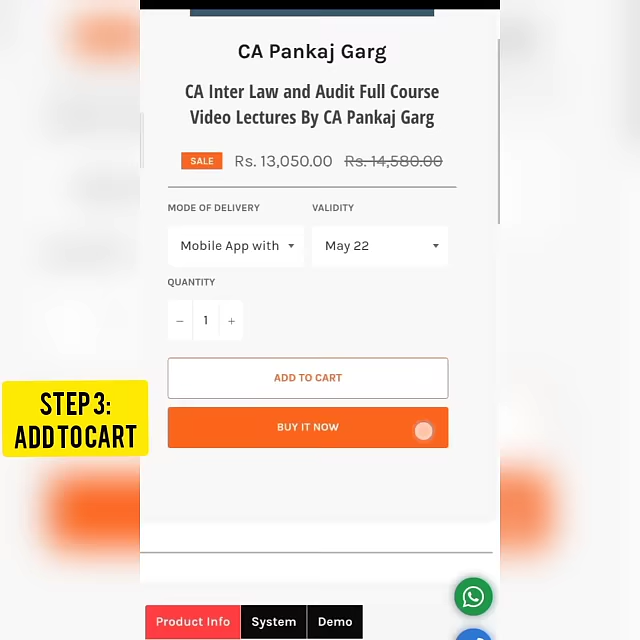 CA Pankaj Garg
CA Inter Law and Audit Full Course
Video Lectures By CA Pankaj Garg
SALE Rs. 13,050.00 Rs. 14,580.00
MODE OF DELIVERY VALIDITY
Mobile App with May 22
QUANTITY
− 1 +
ADD TO CART
STEP 3:
ADD TO CART
BUY IT NOW
Product Info System Demo